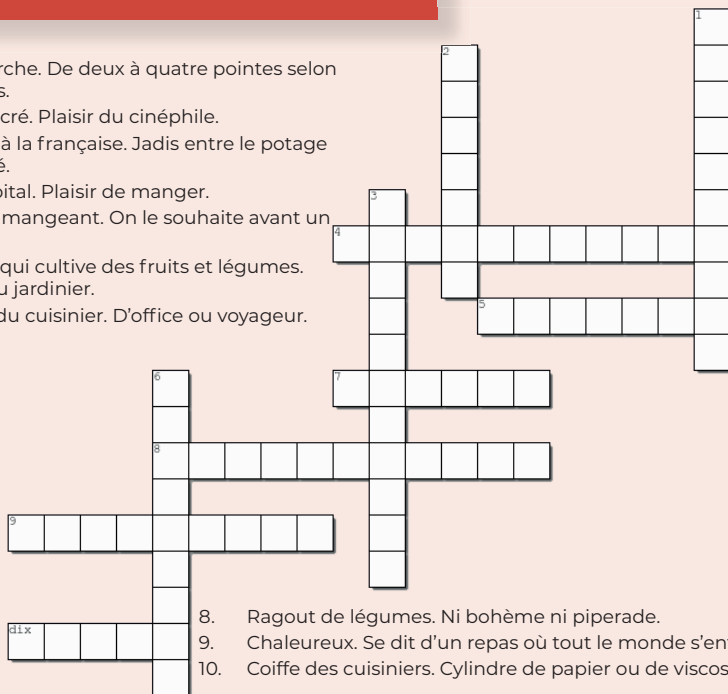 1
2
rche. De deux à quatre pointes selon
s.
cré. Plaisir du cinéphile.
à la française. Jadis entre le potage
é.
pital. Plaisir de manger.
3
mangeant. On le souhaite avant un
4
qui cultive des fruits et légumes.
u jardinier.
5
du cuisinier. D’office ou voyageur.
6
7
8
9
8. Ragout de légumes. Ni bohème ni piperade.
dix
9. Chaleureux. Se dit d’un repas où tout le monde s’en
10. Coiffe des cuisiniers. Cylindre de papier ou de viscos